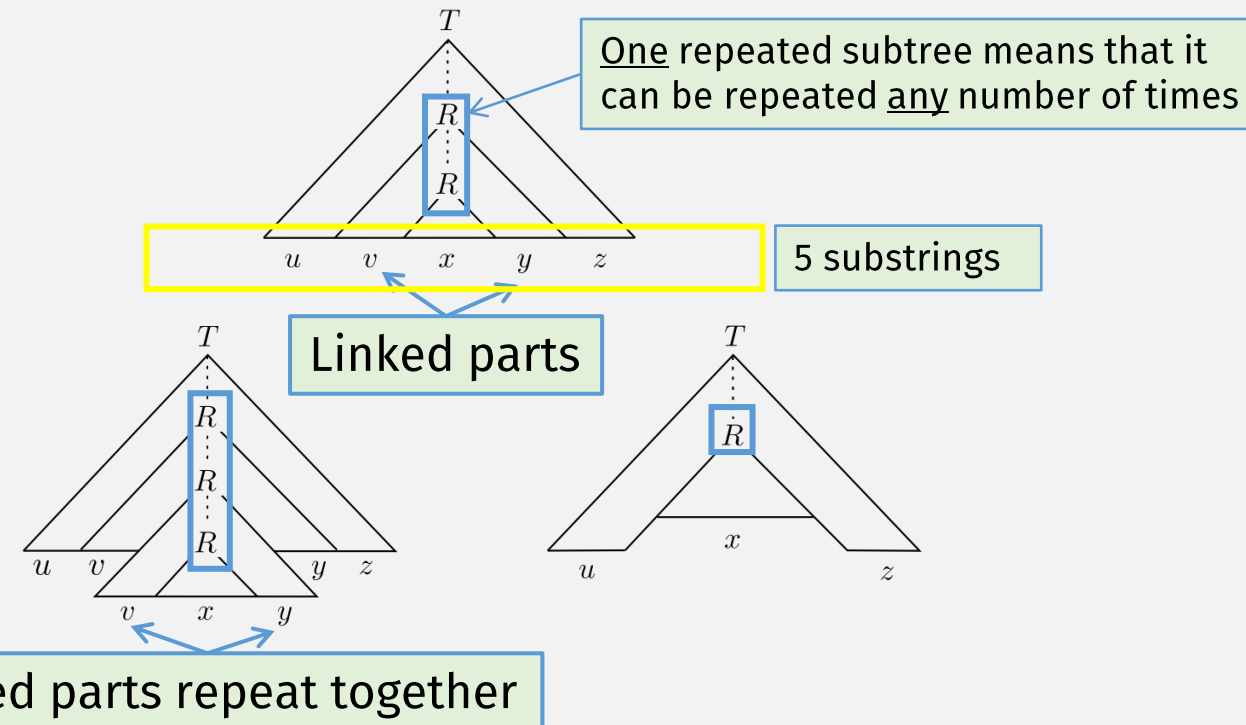 T
One repeated subtree means that it
can be repeated any number of times
R
R
u v x y z
5 substrings
Linked parts
T
R
R
R
u v y z
v x y
T
R
x
u z
ed parts repeat together